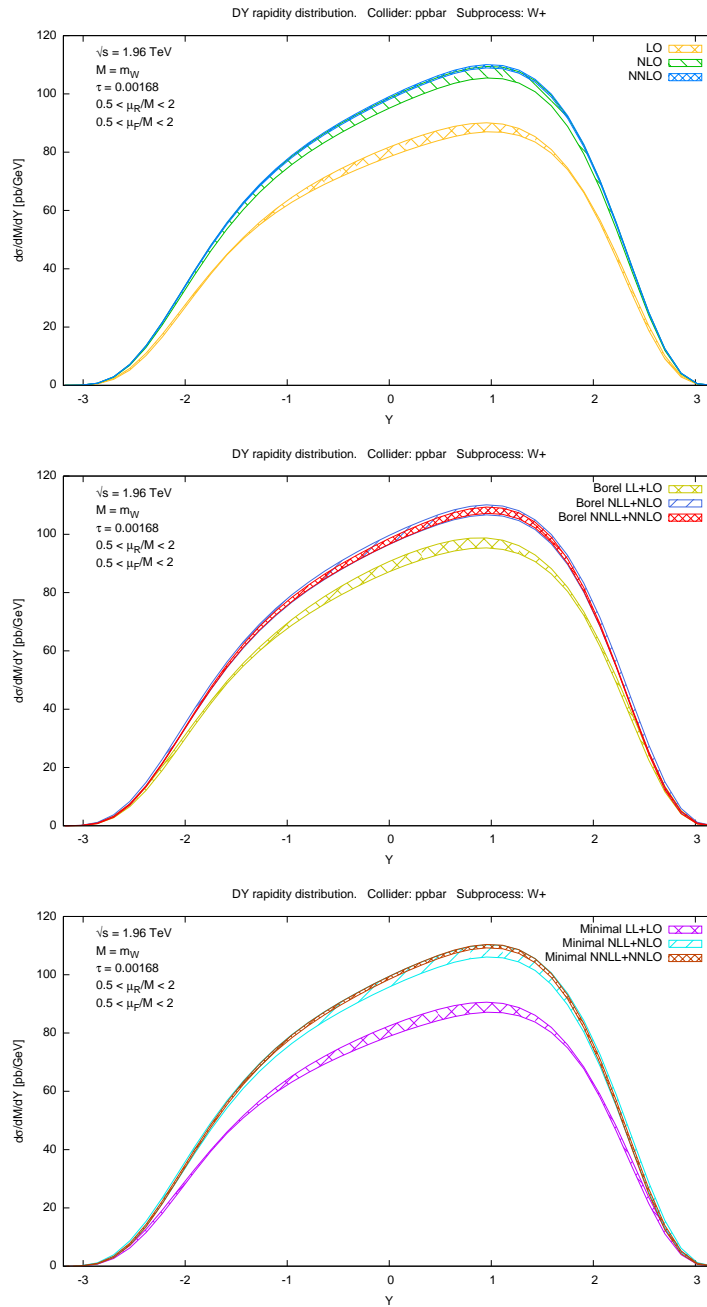 DY rapidity distribution. Collider: ppbar Subprocess: W+
120
100
80
60
40
20
0
dσ/dM/dY [pb/GeV]
√s = 1.96 TeV
M = m_W
τ = 0.00168
0.5 < μ_R/M < 2
0.5 < μ_F/M < 2
LO
NLO
NNLO
-3 -2 -1 0 1 2 3
Y
DY rapidity distribution. Collider: ppbar Subprocess: W+
120
100
80
60
40
20
0
dσ/dM/dY [pb/GeV]
√s = 1.96 TeV
M = m_W
τ = 0.00168
0.5 < μ_R/M < 2
0.5 < μ_F/M < 2
Borel LL+LO
Borel NLL+NLO
Borel NNLL+NNLO
-3 -2 -1 0 1 2 3
Y
DY rapidity distribution. Collider: ppbar Subprocess: W+
120
100
80
60
40
20
0
dσ/dM/dY [pb/GeV]
√s = 1.96 TeV
M = m_W
τ = 0.00168
0.5 < μ_R/M < 2
0.5 < μ_F/M < 2
Minimal LL+LO
Minimal NLL+NLO
Minimal NNLL+NNLO
-3 -2 -1 0 1 2 3
Y